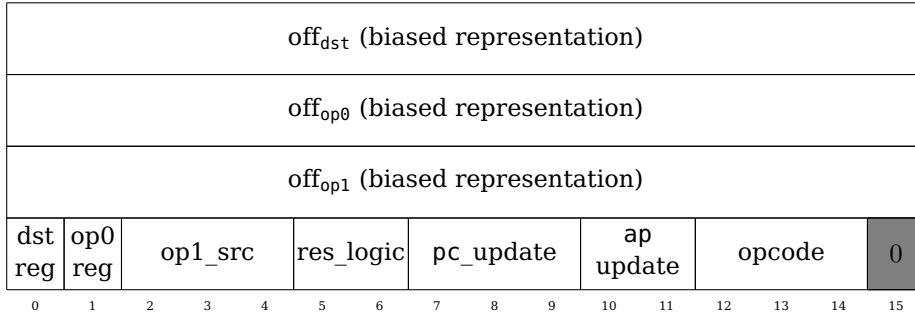 off_dst (biased representation)
off_op0 (biased representation)
off_op1 (biased representation)
dst reg op0 reg op1_src res_logic pc_update ap update opcode 0
0 1 2 3 4 5 6 7 8 9 10 11 12 13 14 15